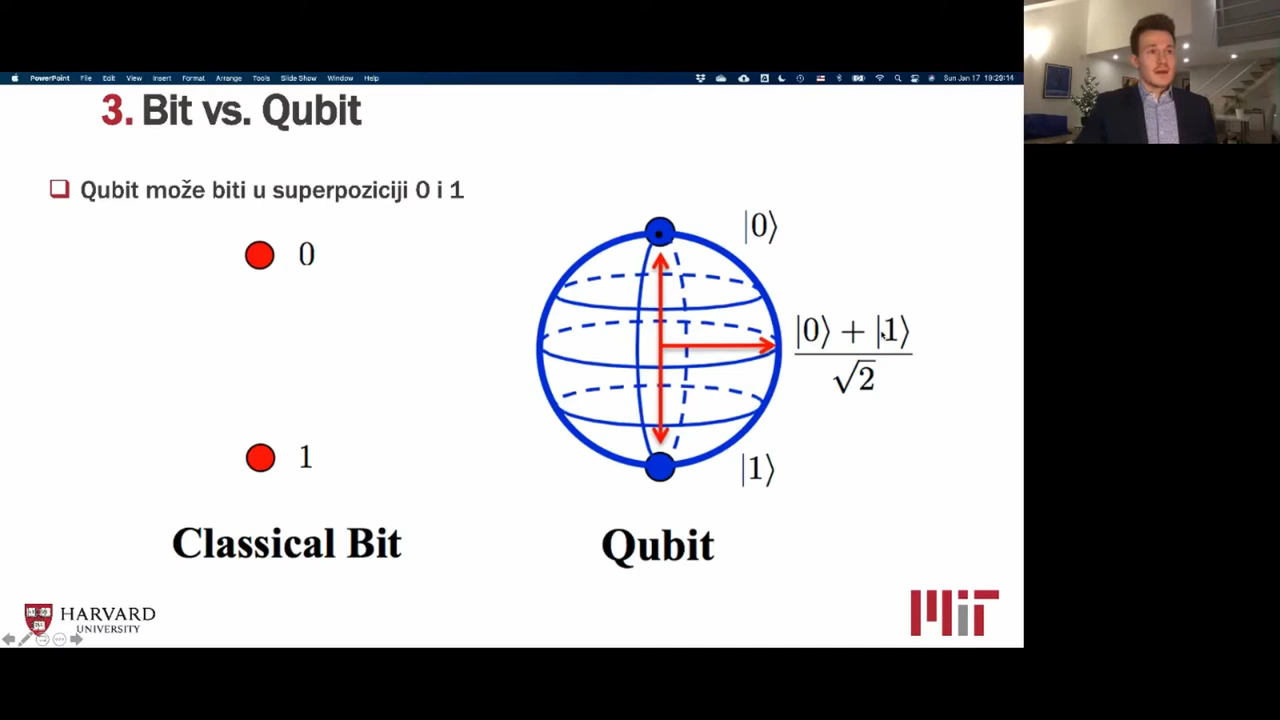 PowerPoint File Edit View Insert Format Arrange Tools Slide Show Window Help Sun Jan 17 19:29:14
3. Bit vs. Qubit
Qubit može biti u superpoziciji 0 i 1
0
1
Classical Bit
|0⟩
|0⟩ + |1⟩
√2
|1⟩
Qubit
HARVARD
UNIVERSITY
MIT